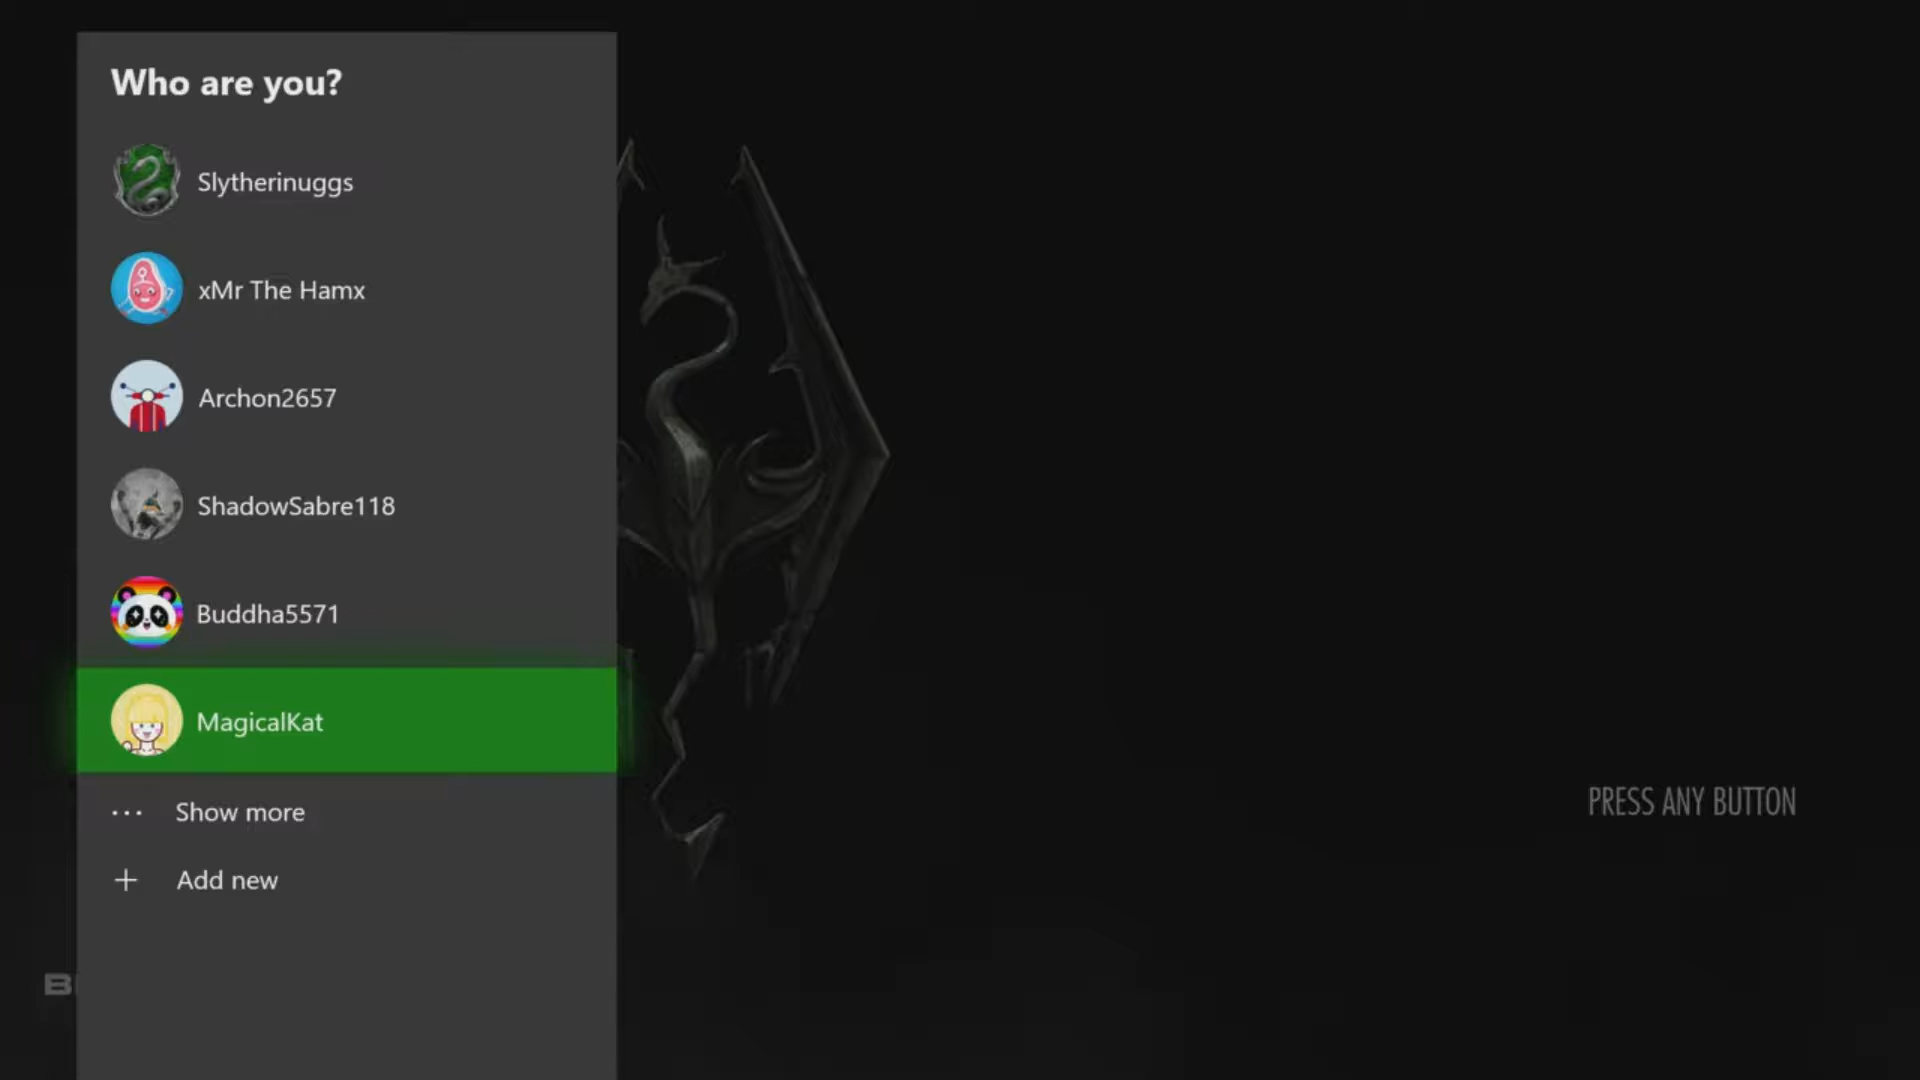 Who are you?
Slytherinuggs
xMr The Hamx
Archon2657
ShadowSabre118
Buddha5571
MagicalKat
Show more
Add new
PRESS ANY BUTTON